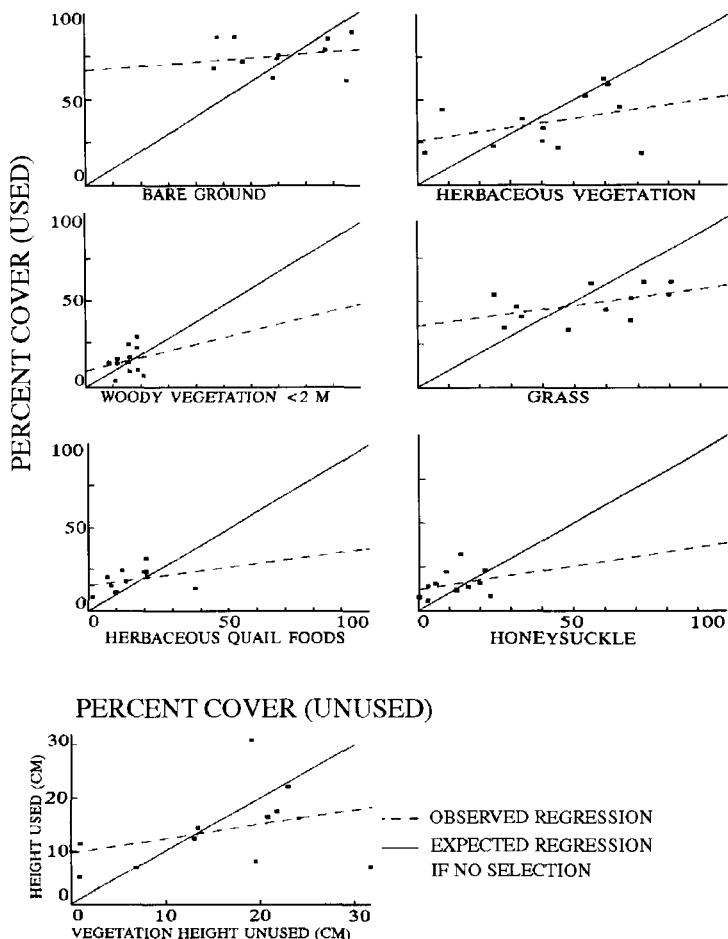 PERCENT COVER (USED)
100
50
0
BARE GROUND
HERBACEOUS VEGETATION
100
50
0
WOODY VEGETATION <2 M
GRASS
100
50
0
0 50 100
HERBACEOUS QUAIL FOODS
0 50 100
HONEYSUCKLE
PERCENT COVER (UNUSED)
HEIGHT USED (CM)
30
20
10
0
0 10 20 30
VEGETATION HEIGHT UNUSED (CM)
OBSERVED REGRESSION
EXPECTED REGRESSION
IF NO SELECTION